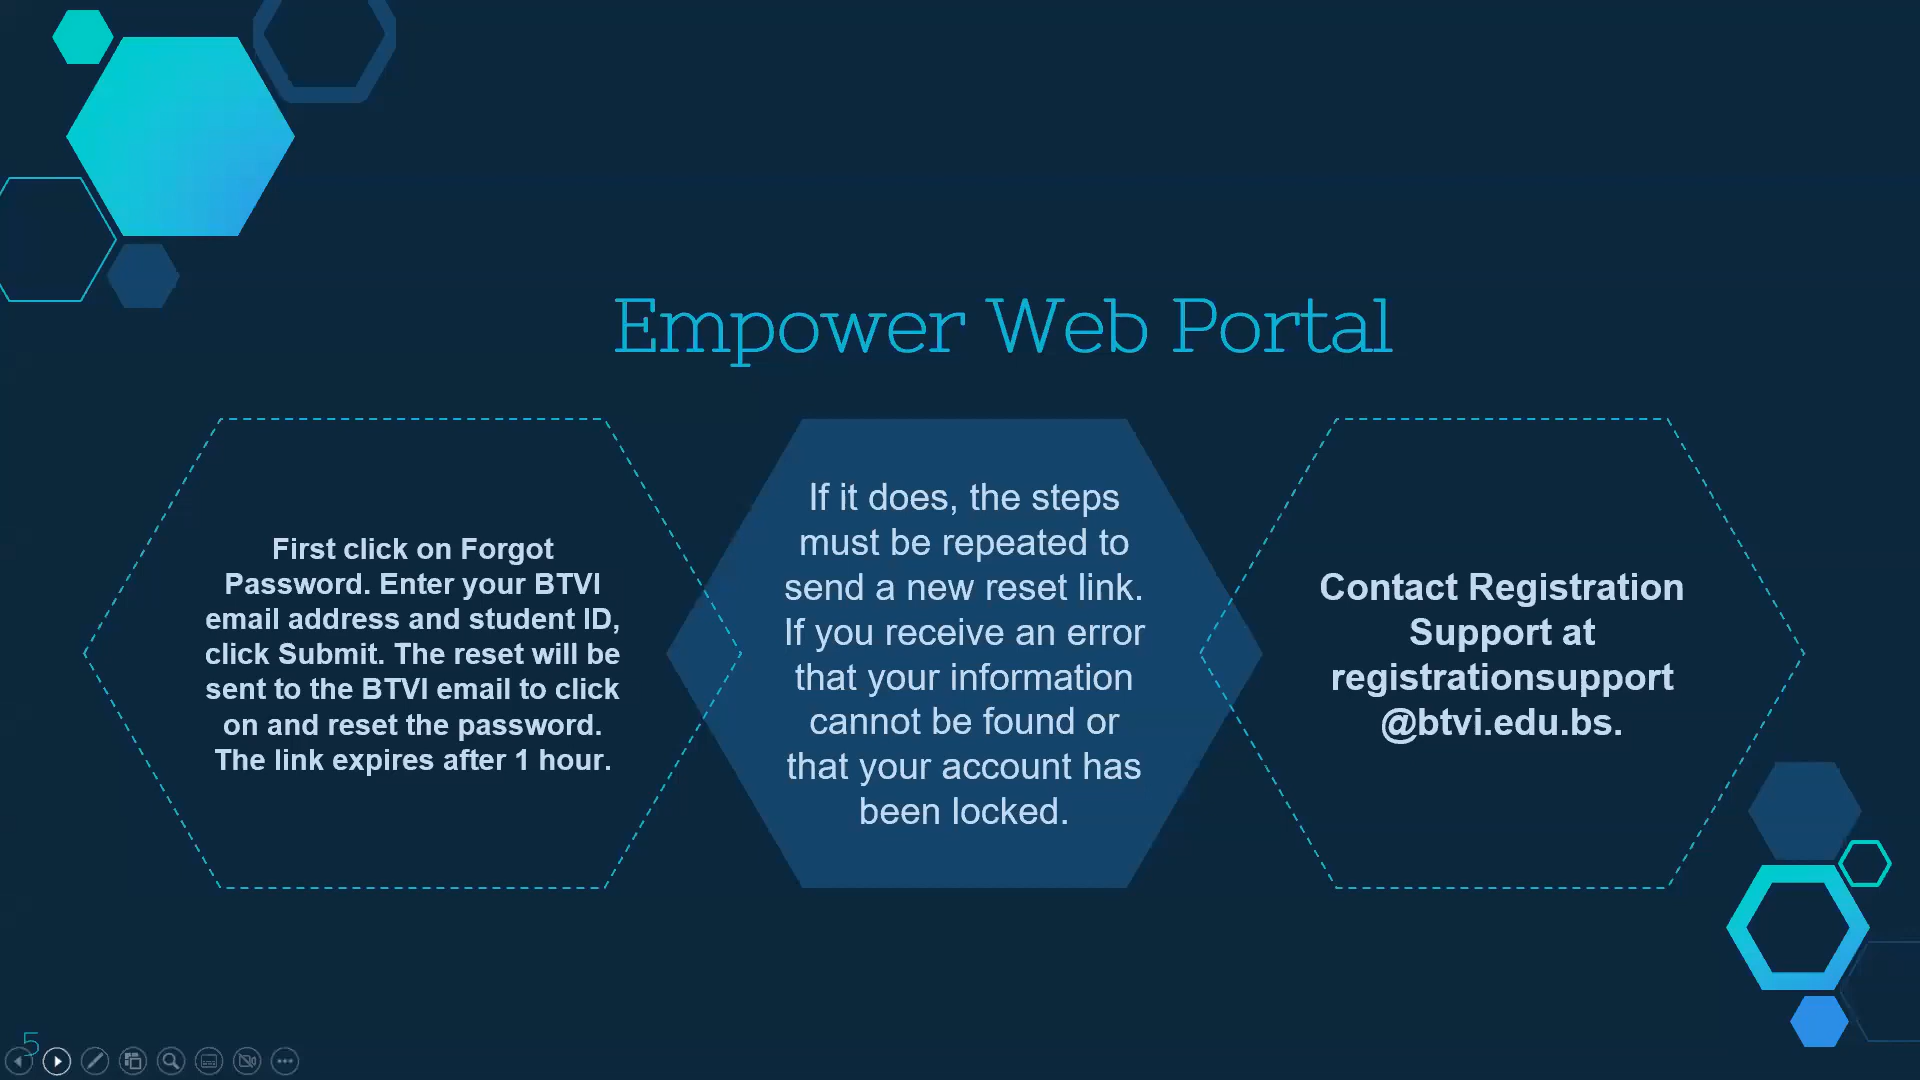 Empower Web Portal
First click on Forgot
Password. Enter your BTVI
email address and student ID,
click Submit. The reset will be
sent to the BTVI email to click
on and reset the password.
The link expires after 1 hour.
If it does, the steps
must be repeated to
send a new reset link.
If you receive an error
that your information
cannot be found or
that your account has
been locked.
Contact Registration
Support at
registrationsupport
@btvi.edu.bs.
5